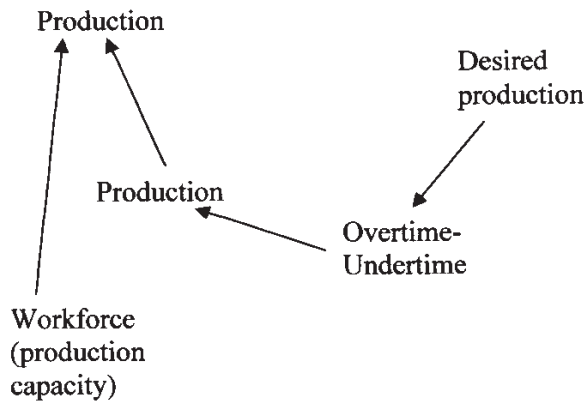 Production
Desired
production
Production
Overtime-
Undertime
Workforce
(production
capacity)